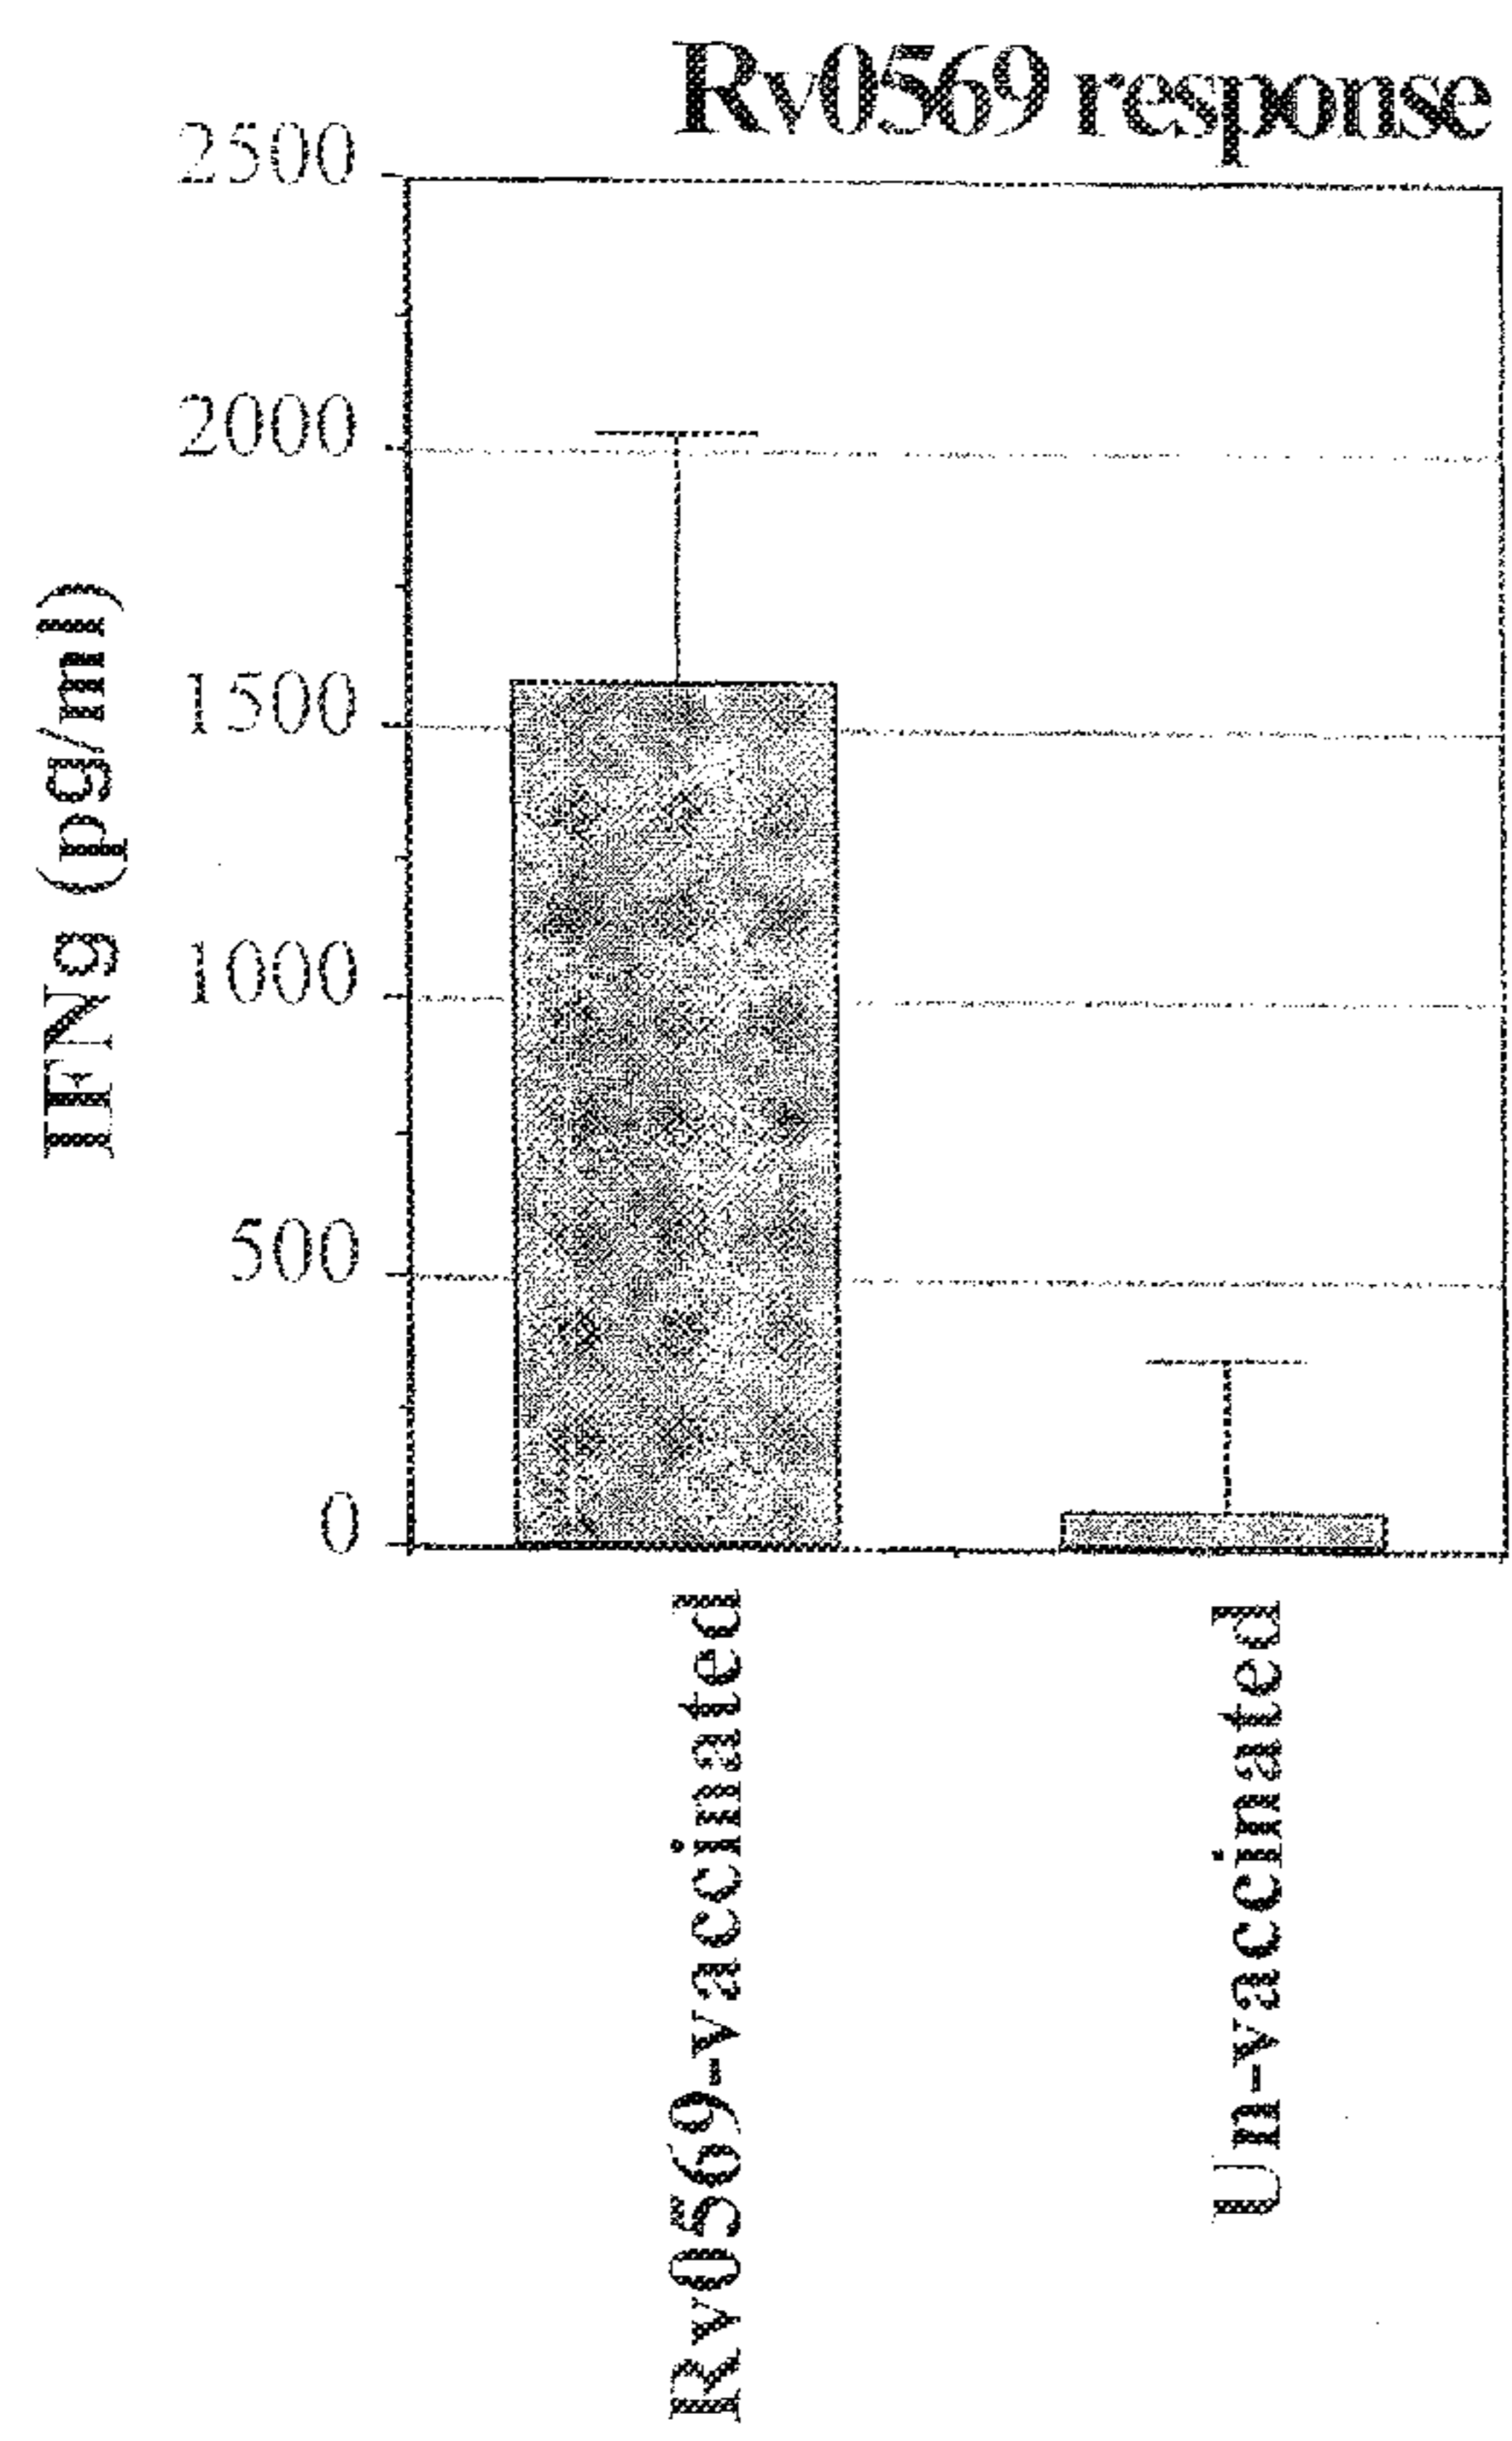 Rv0569 response
2500
2000
1500
1000
500
0
IFNg (pg/ml)
Rv0569-vaccinated
Un-vaccinated